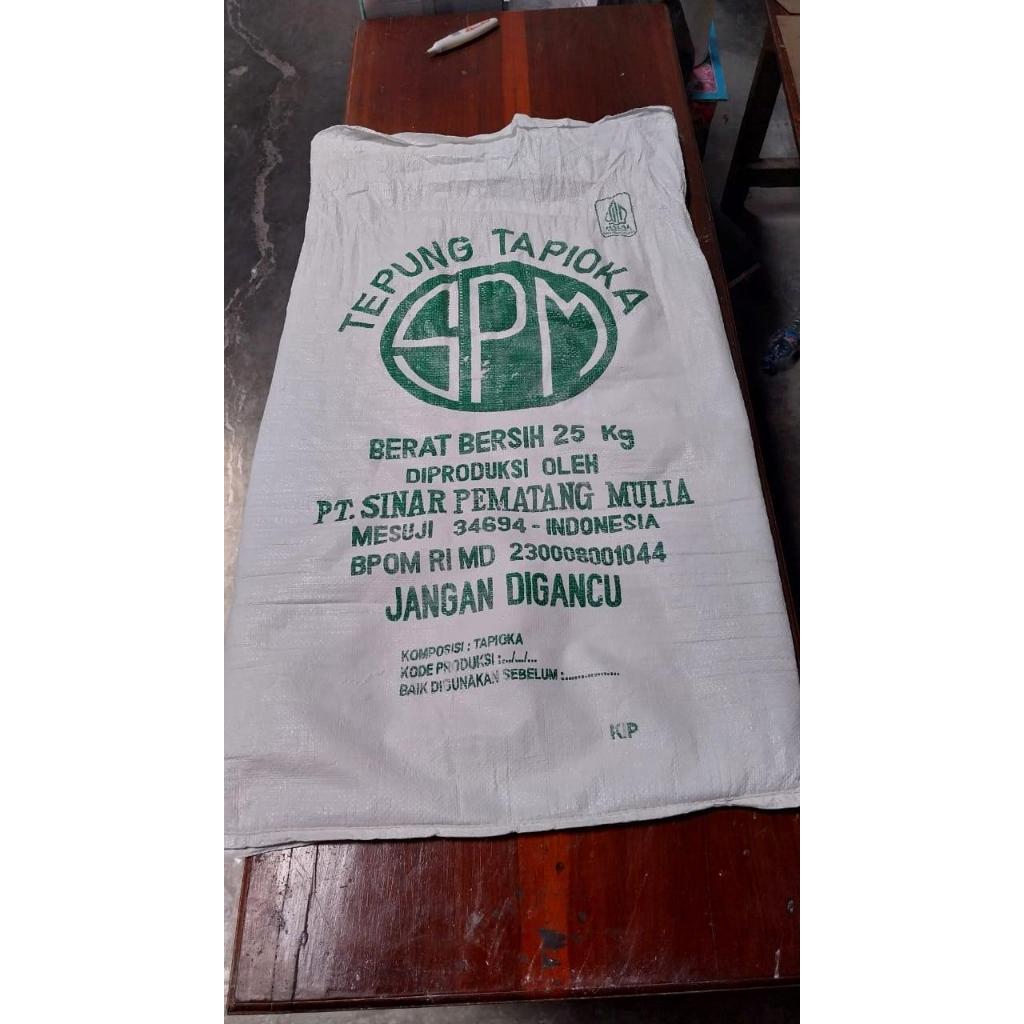 TEPUNG TAPIOKA
SPM
BERAT BERSIH 25 Kg
DIPRODUKSI OLEH
PT. SINAR PEMATANG MULIA
MESUJI 34694 - INDONESIA
BPOM RI MD 230008001044
JANGAN DIGANCU
KOMPOSISI : TAPIOKA
KODE PRODUKSI :.../.../...
BAIK DIGUNAKAN SEBELUM :................
KIP